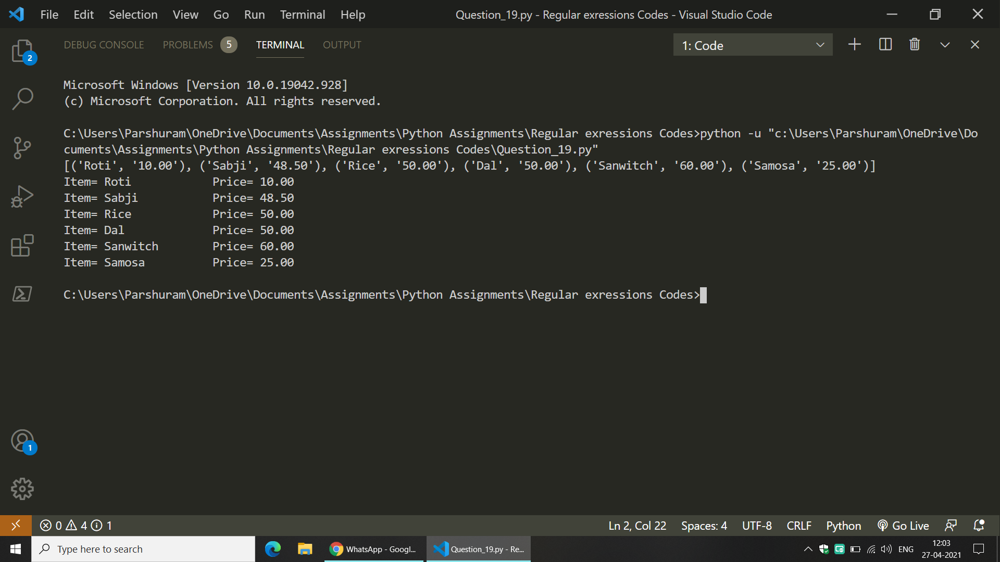 File Edit Selection View Go Run Terminal Help Question_19.py - Regular exressions Codes - Visual Studio Code
DEBUG CONSOLE PROBLEMS 5 TERMINAL OUTPUT 1: Code
2
Microsoft Windows [Version 10.0.19042.928]
(c) Microsoft Corporation. All rights reserved.
C:\Users\Parshuram\OneDrive\Documents\Assignments\Python Assignments\Regular exressions Codes>python -u "c:\Users\Parshuram\OneDrive\Do
cuments\Assignments\Python Assignments\Regular exressions Codes\Question_19.py"
[('Roti', '10.00'), ('Sabji', '48.50'), ('Rice', '50.00'), ('Dal', '50.00'), ('Sanwitch', '60.00'), ('Samosa', '25.00')]
Item= Roti Price= 10.00
Item= Sabji Price= 48.50
Item= Rice Price= 50.00
Item= Dal Price= 50.00
Item= Sanwitch Price= 60.00
Item= Samosa Price= 25.00
C:\Users\Parshuram\OneDrive\Documents\Assignments\Python Assignments\Regular exressions Codes>
1
0 4 1 Ln 2, Col 22 Spaces: 4 UTF-8 CRLF Python Go Live
Type here to search WhatsApp - Googl... Question_19.py - Re... ENG 12:03
27-04-2021